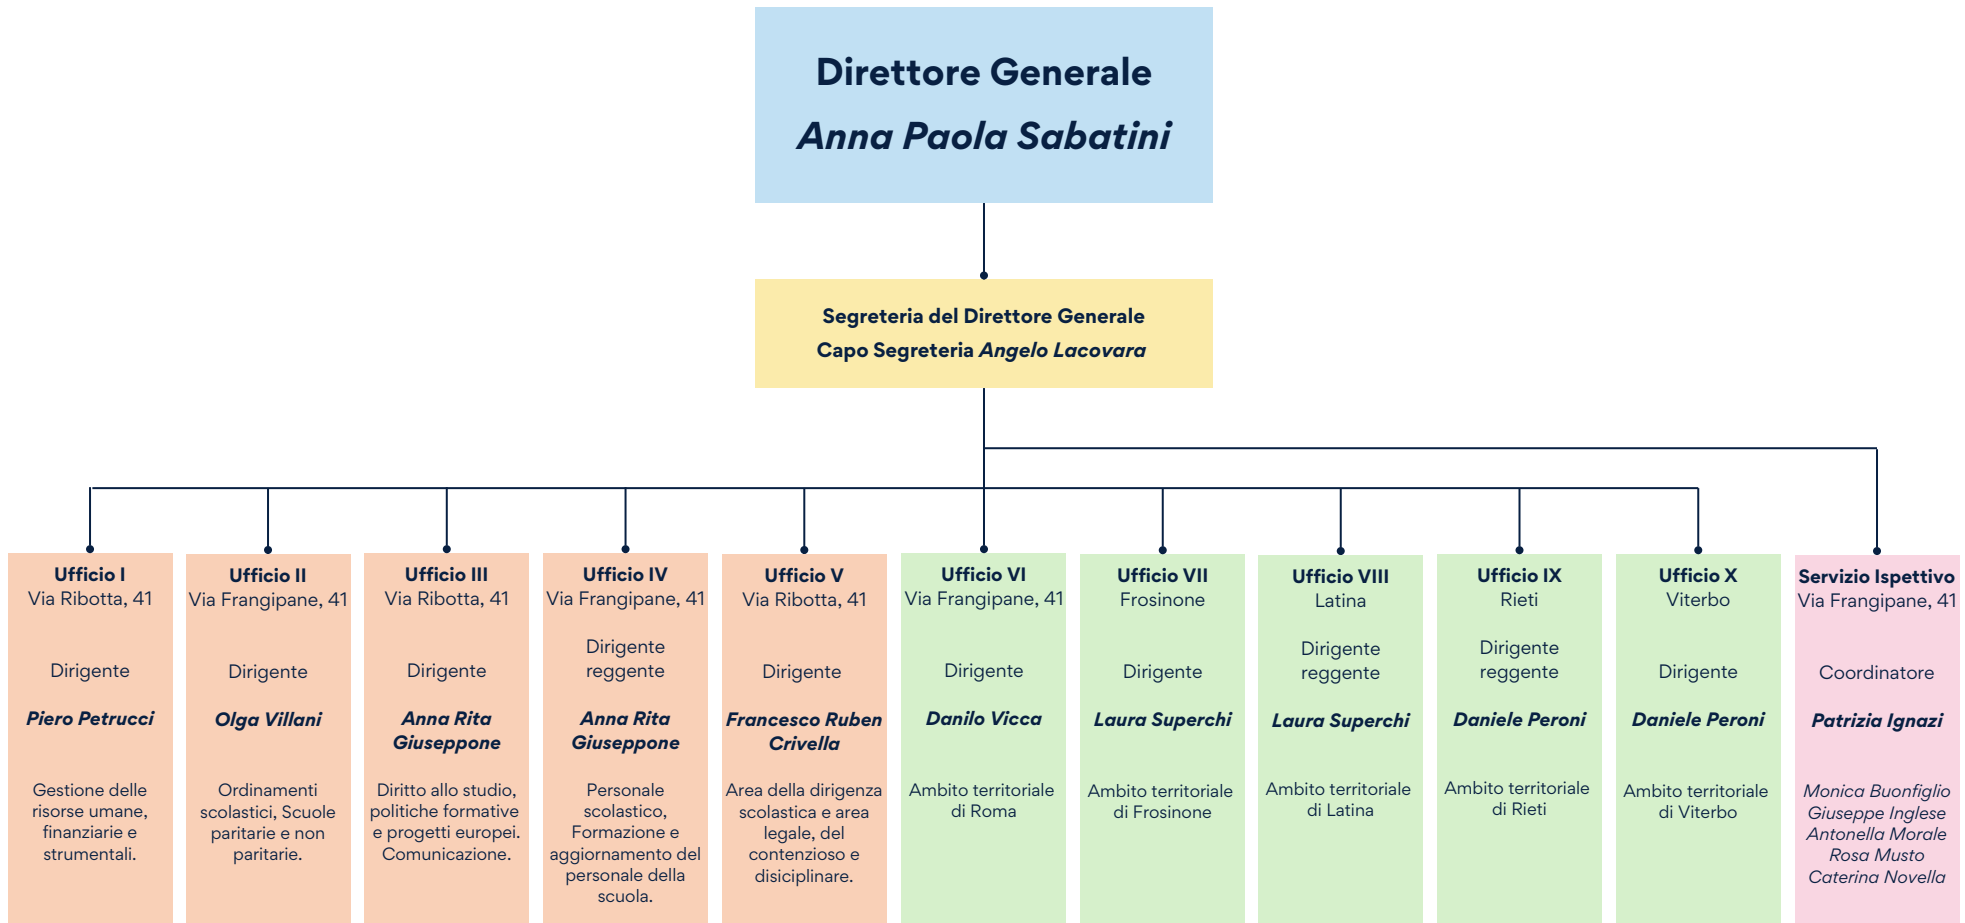 Direttore Generale
Anna Paola Sabatini
Segreteria del Direttore Generale
Capo Segreteria Angelo Lacovara
Ufficio I
Via Ribotta, 41
Dirigente
Piero Petrucci
Gestione delle
risorse umane,
finanziarie e
strumentali.
Ufficio II
Via Frangipane, 41
Dirigente
Olga Villani
Ordinamenti
scolastici, Scuole
paritarie e non
paritarie.
Ufficio III
Via Ribotta, 41
Dirigente
Anna Rita
Giuseppone
Diritto allo studio,
politiche formative
e progetti europei.
Comunicazione.
Ufficio IV
Via Frangipane, 41
Dirigente
reggente
Anna Rita
Giuseppone
Personale
scolastico,
Formazione e
aggiornamento del
personale della
scuola.
Ufficio V
Via Ribotta, 41
Dirigente
Francesco Ruben
Crivella
Area della dirigenza
scolastica e area
legale, del
contenzioso e
disiciplinare.
Ufficio VI
Via Frangipane, 41
Dirigente
Danilo Vicca
Ambito territoriale
di Roma
Ufficio VII
Frosinone
Dirigente
Laura Superchi
Ambito territoriale
di Frosinone
Ufficio VIII
Latina
Dirigente
reggente
Laura Superchi
Ambito territoriale
di Latina
Ufficio IX
Rieti
Dirigente
reggente
Daniele Peroni
Ambito territoriale
di Rieti
Ufficio X
Viterbo
Dirigente
Daniele Peroni
Ambito territoriale
di Viterbo
Servizio Ispettivo
Via Frangipane, 41
Coordinatore
Patrizia Ignazi
Monica Buonfiglio
Giuseppe Inglese
Antonella Morale
Rosa Musto
Caterina Novella